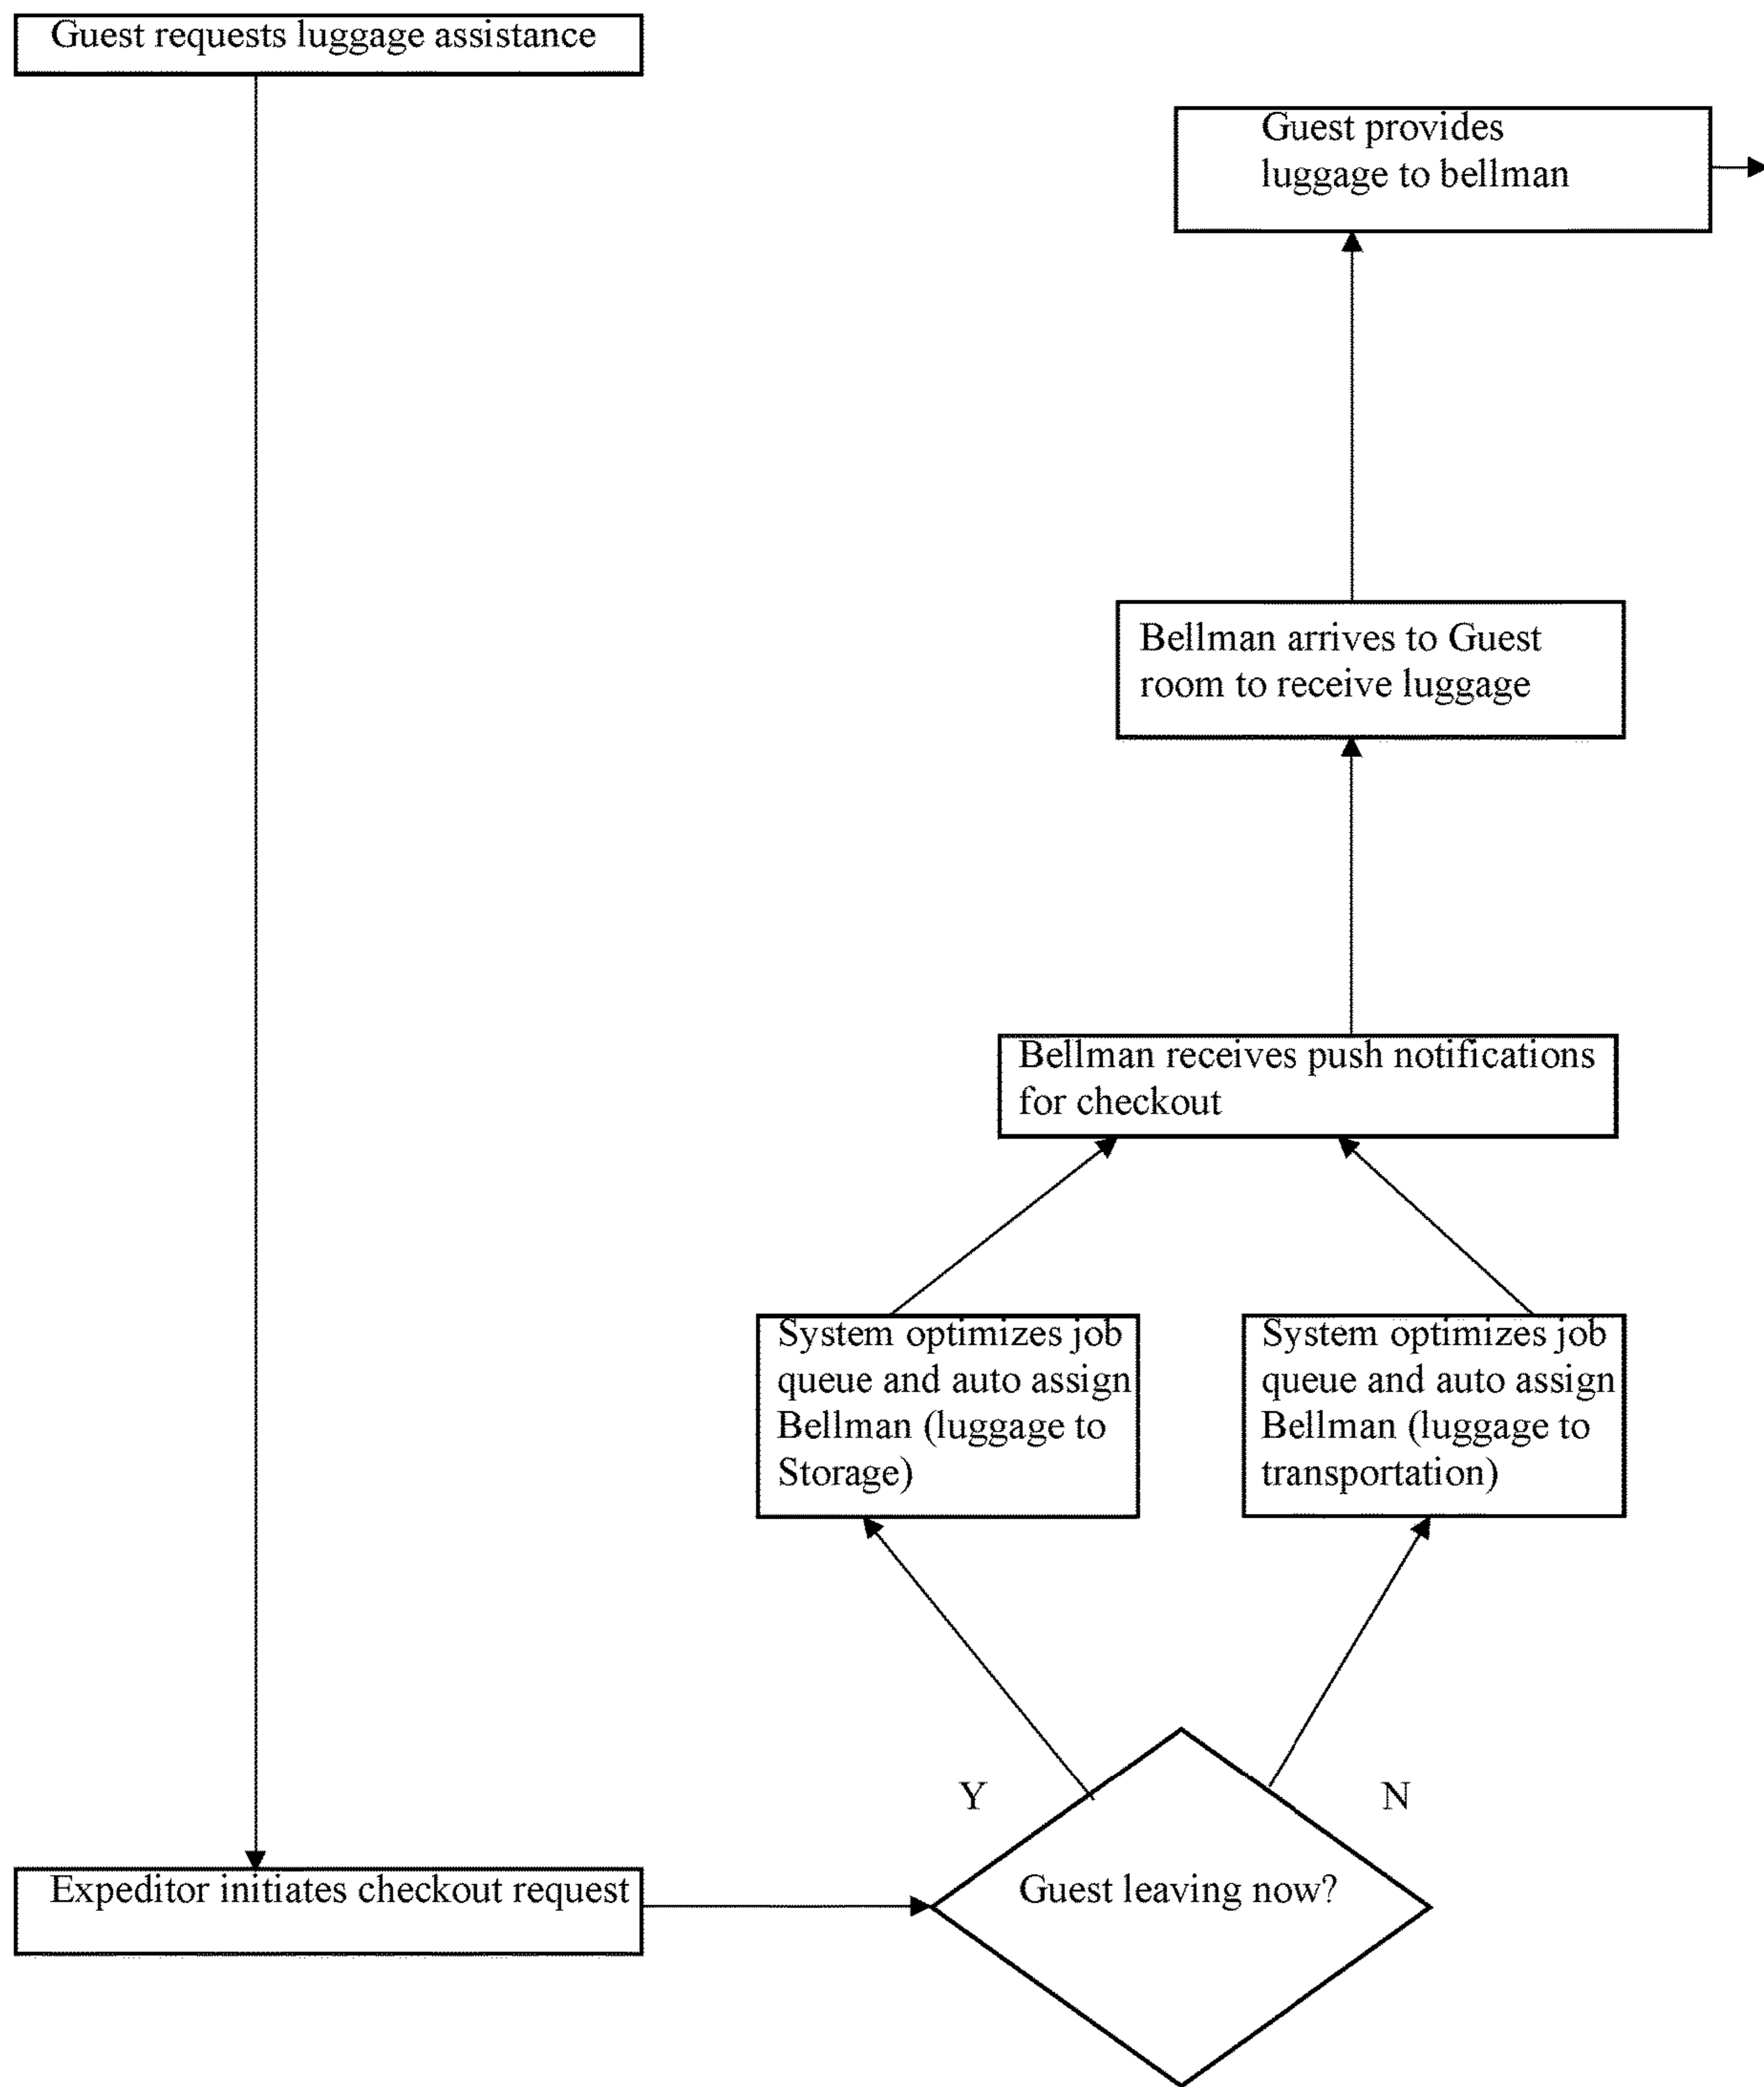 Guest requests luggage assistance
Guest provides
luggage to bellman
Bellman arrives to Guest
room to receive luggage
Bellman receives push notifications
for checkout
System optimizes job
queue and auto assign
Bellman (luggage to
Storage)
System optimizes job
queue and auto assign
Bellman (luggage to
transportation)
Y
N
Expeditor initiates checkout request
Guest leaving now?